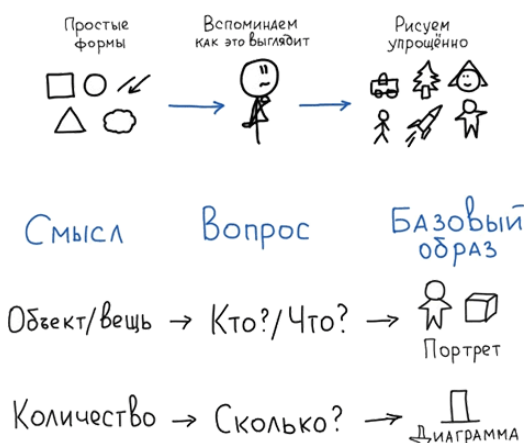 Простые
формы
Вспоминаем
как это выглядит
Рисуем
упрощённо
Смысл
Вопрос
Базовый
образ
Объект/вещь → Кто?/Что? →
Портрет
Количество → Сколько? →
Диаграмма